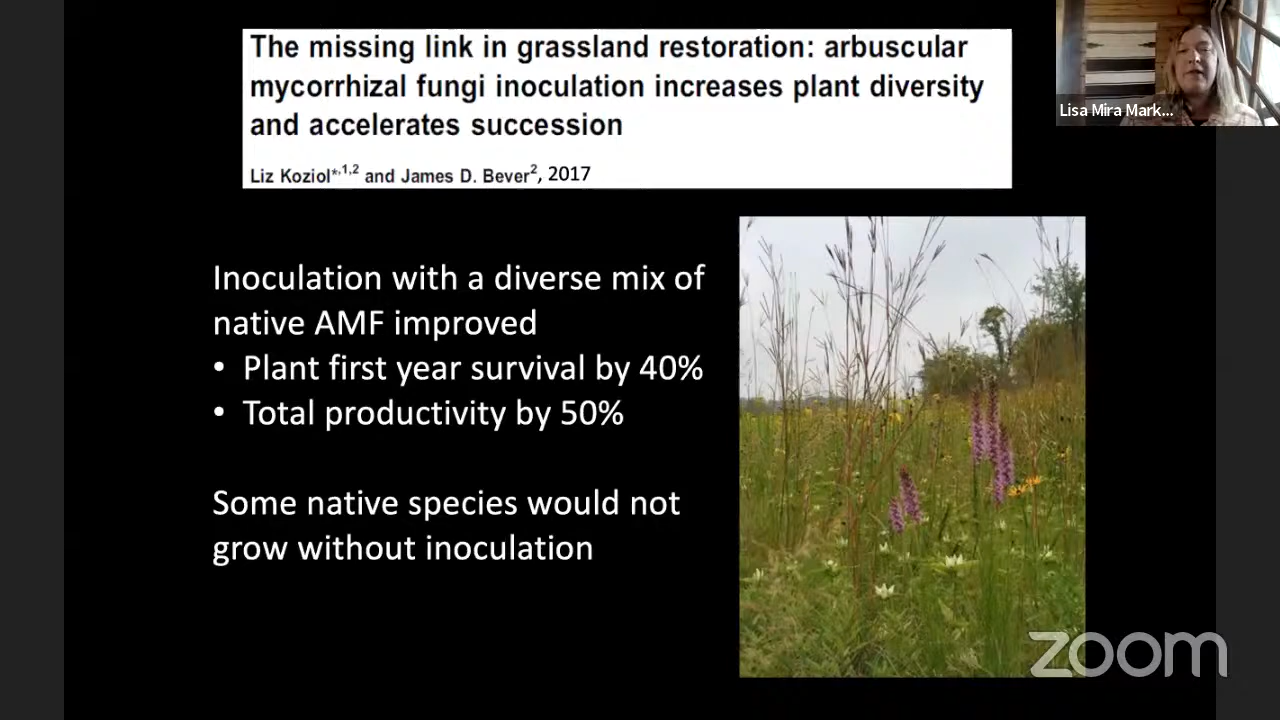 The missing link in grassland restoration: arbuscular
mycorrhizal fungi inoculation increases plant diversity
and accelerates succession
Liz Koziol*,1,2 and James D. Bever2, 2017
Lisa Mira Mark...
Inoculation with a diverse mix of
native AMF improved
• Plant first year survival by 40%
• Total productivity by 50%
Some native species would not
grow without inoculation
zoom